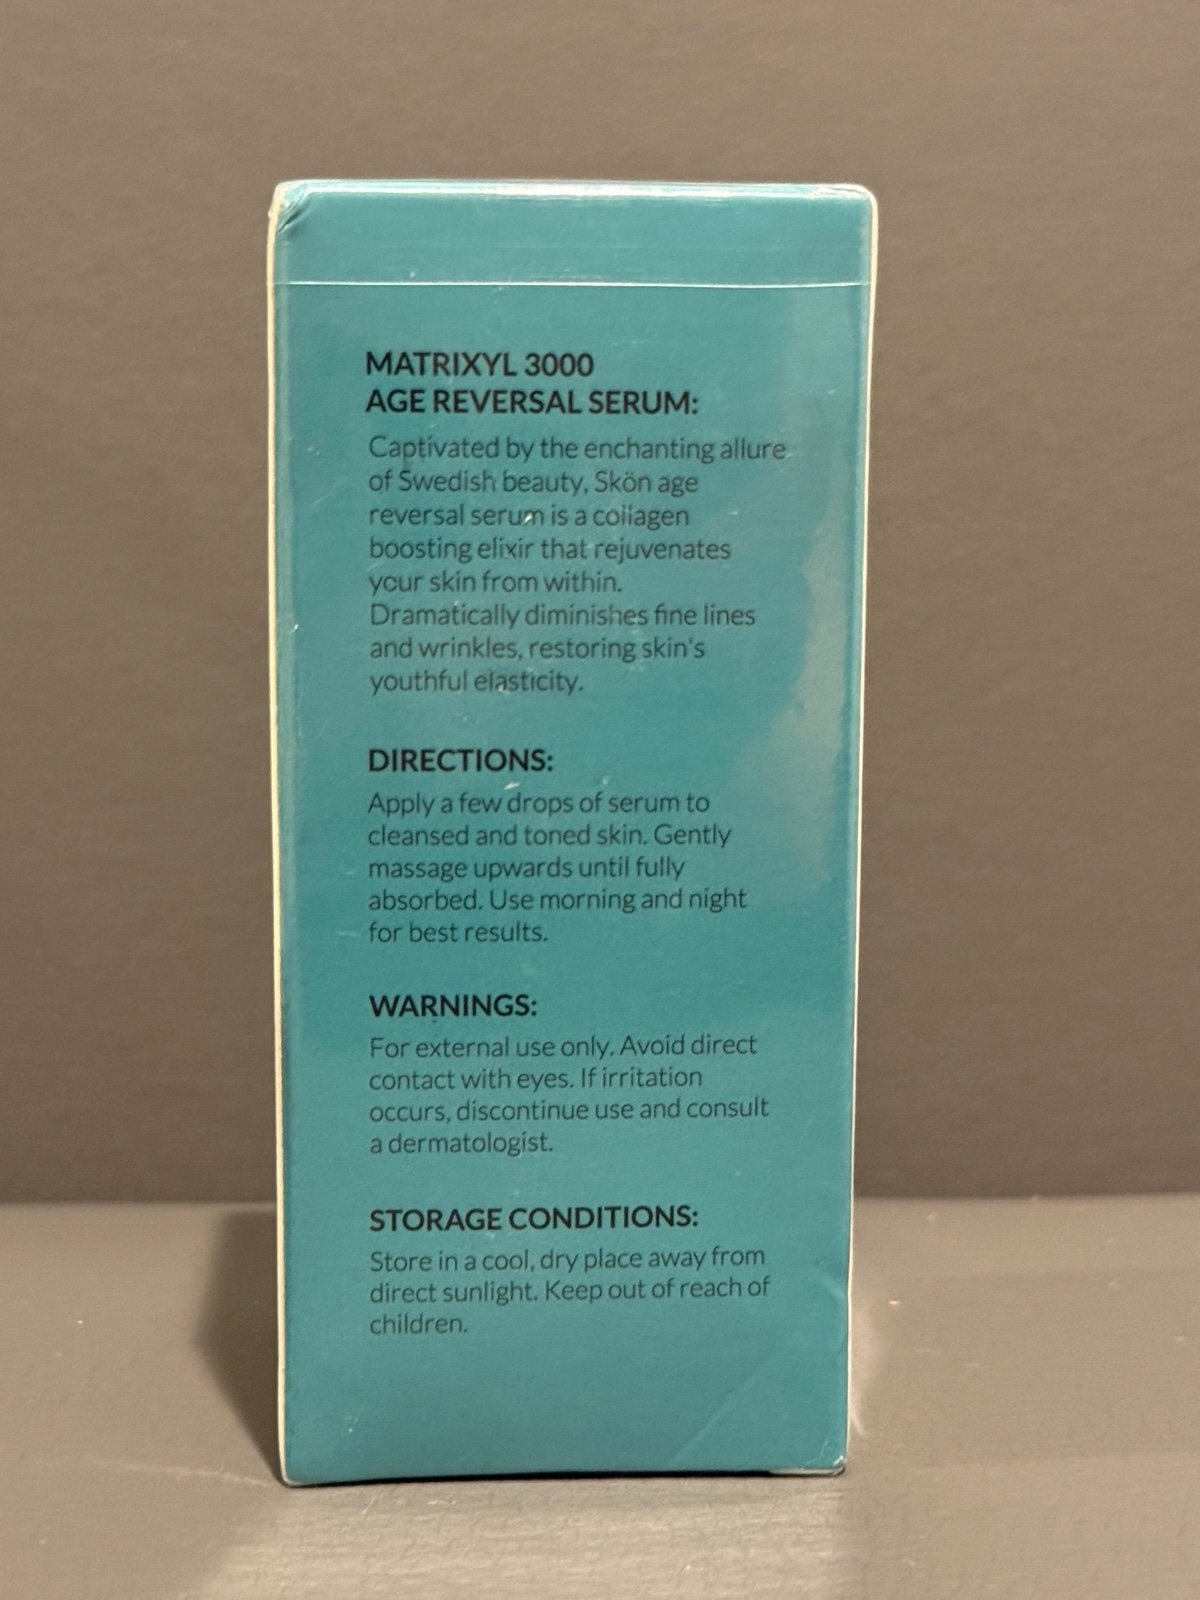 MATRIXYL 3000
AGE REVERSAL SERUM:
Captivated by the enchanting allure
of Swedish beauty, Skön age
reversal serum is a collagen
boosting elixir that rejuvenates
your skin from within.
Dramatically diminishes fine lines
and wrinkles, restoring skin's
youthful elasticity.
DIRECTIONS:
Apply a few drops of serum to
cleansed and toned skin. Gently
massage upwards until fully
absorbed. Use morning and night
for best results.
WARNINGS:
For external use only. Avoid direct
contact with eyes. If irritation
occurs, discontinue use and consult
a dermatologist.
STORAGE CONDITIONS:
Store in a cool, dry place away from
direct sunlight. Keep out of reach of
children.